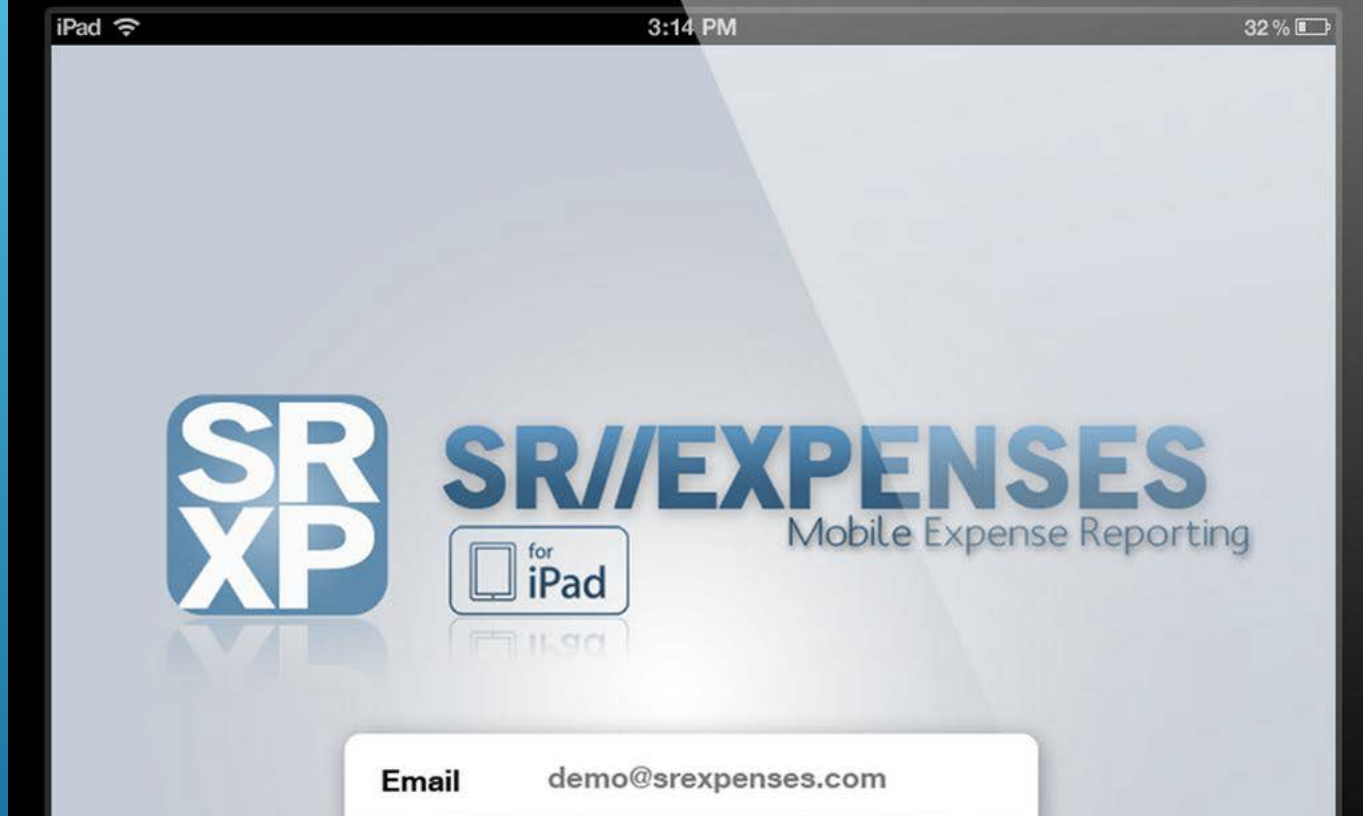 iPad 3:14 PM 32 %
SR
XP
SR//EXPENSES
Mobile Expense Reporting
for
iPad
Email demo@srexpenses.com